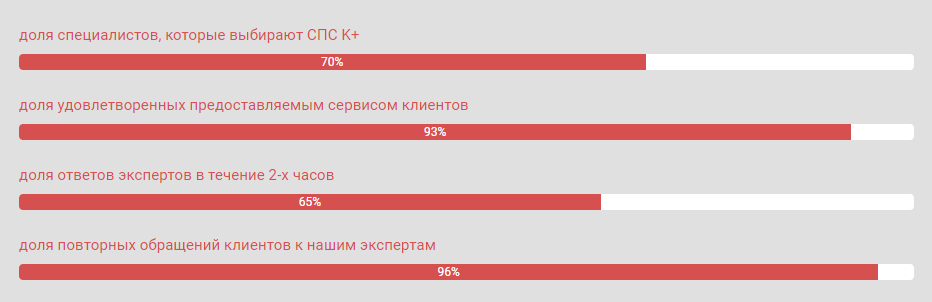 доля специалистов, которые выбирают СПС К+
70%
доля удовлетворенных предоставляемым сервисом клиентов
93%
доля ответов экспертов в течение 2-х часов
65%
доля повторных обращений клиентов к нашим экспертам
96%